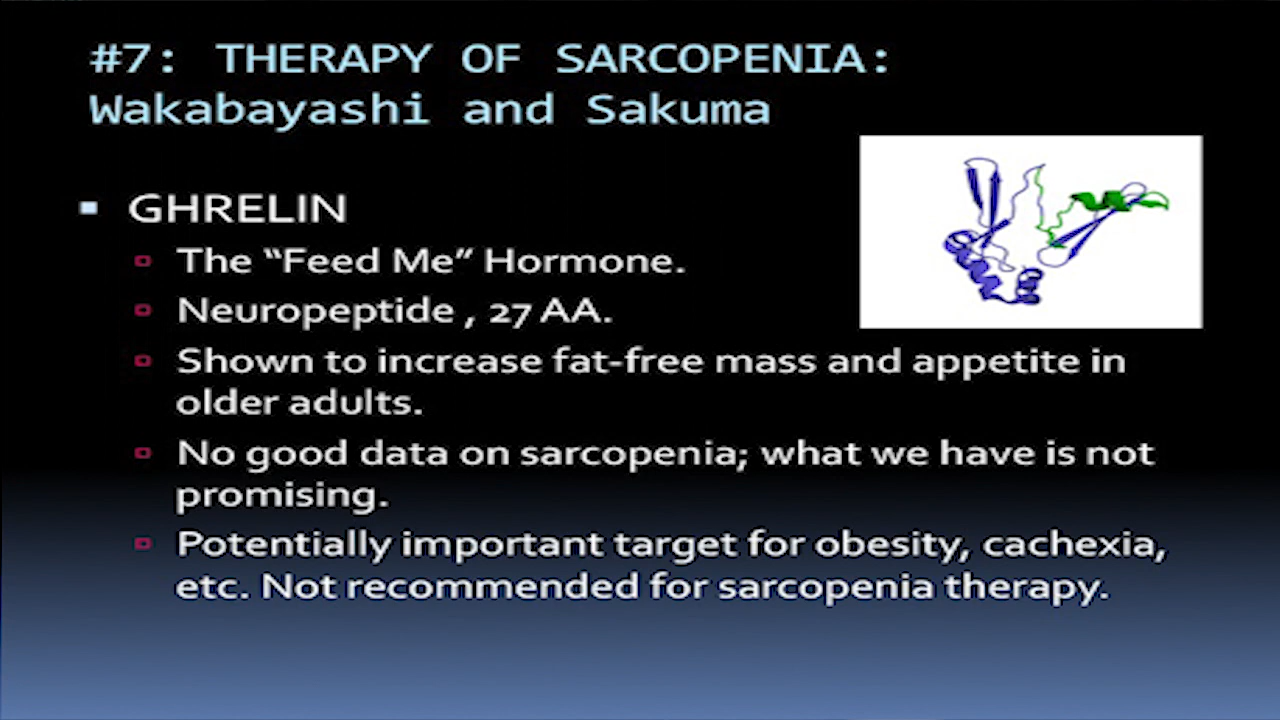 #7: THERAPY OF SARCOPENIA:
Wakabayashi and Sakuma
GHRELIN
The “Feed Me” Hormone.
Neuropeptide , 27 AA.
Shown to increase fat-free mass and appetite in
older adults.
No good data on sarcopenia; what we have is not
promising.
Potentially important target for obesity, cachexia,
etc. Not recommended for sarcopenia therapy.